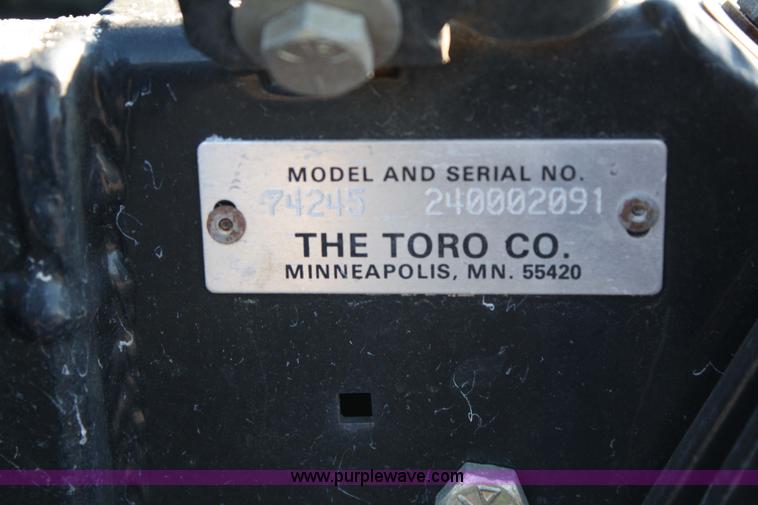 MODEL AND SERIAL NO.
74245 240002091
THE TORO CO.
MINNEAPOLIS, MN. 55420
www.purplewave.com